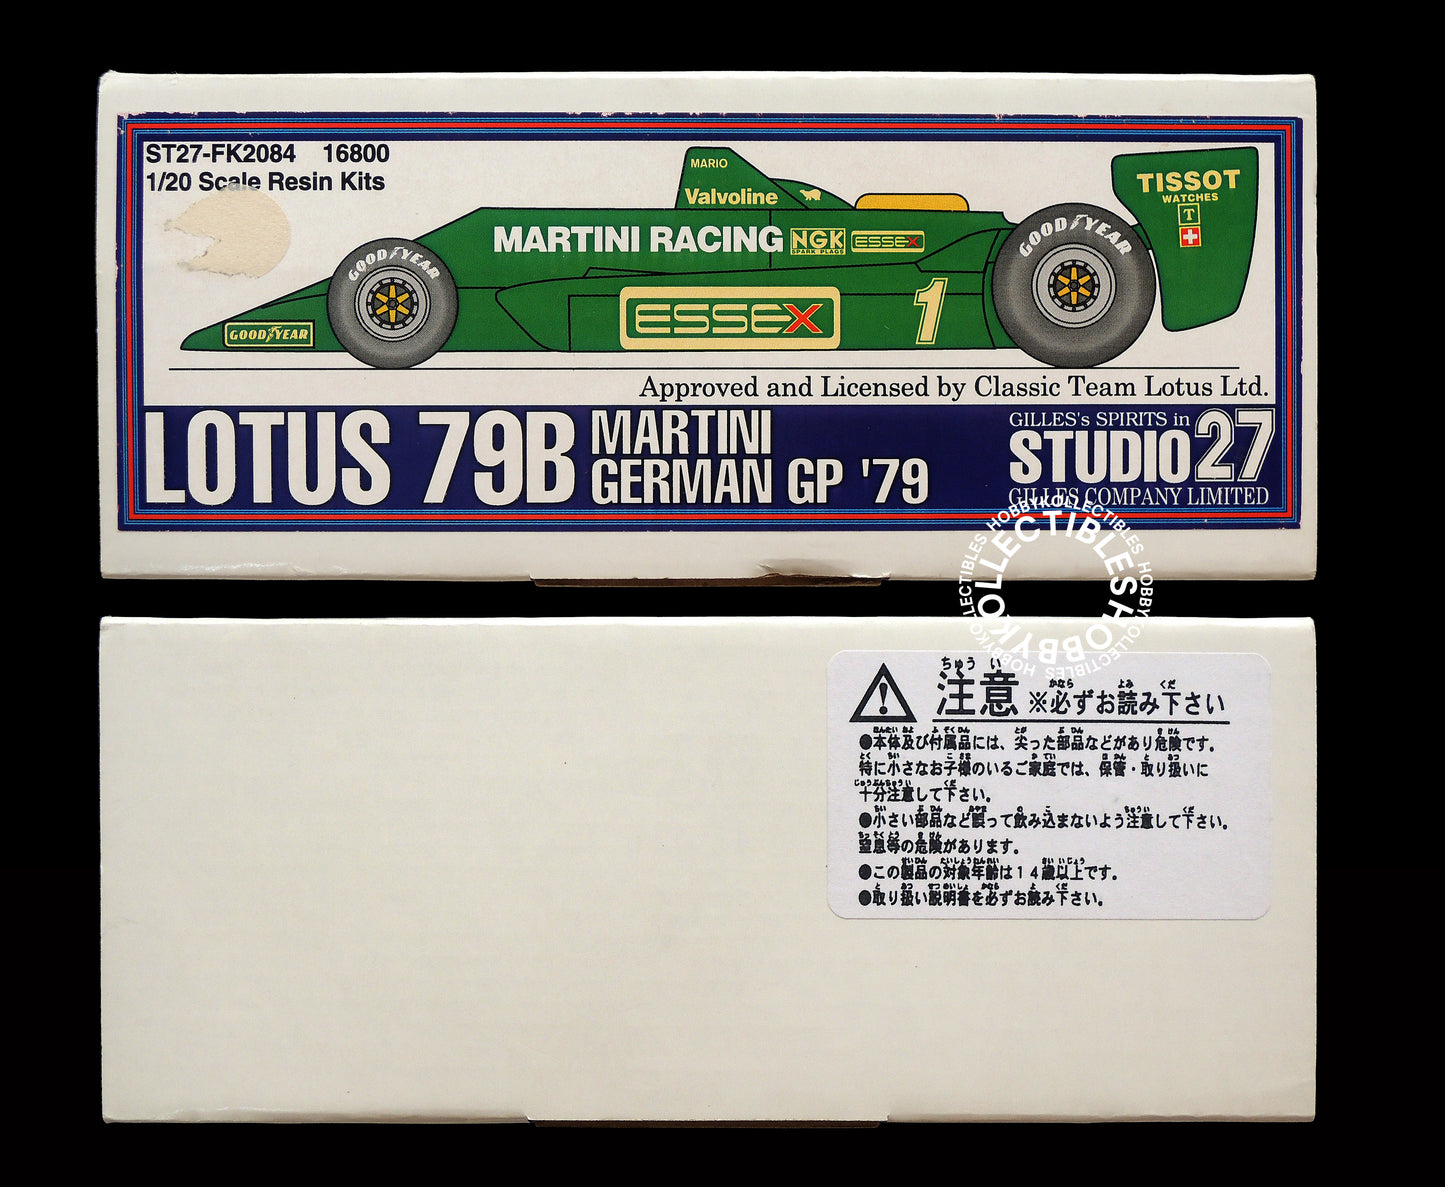 ST27-FK2084 16800
1/20 Scale Resin Kits
MARIO
Valvoline
MARTINI RACING
NGK
SPARK PLUGS
ESSEX
TISSOT
WATCHES
T
GOODYEAR
GOODYEAR
GOODYEAR
ESSEX
1
Approved and Licensed by Classic Team Lotus Ltd.
LOTUS 79B
MARTINI
GERMAN GP '79
GILLES's SPIRITS in
STUDIO27
GILLES COMPANY LIMITED
HOBBYKOLLECTIBLES HOBBYKOLLECTIBLES HOBBYKOLLECTIBLES
HOBBYKOLLECTIBLES
ちゅう い
注意 ※必ずお読み下さい
●本体及び付属品には、尖った部品などがあり危険です。
特に小さなお子様のいるご家庭では、保管・取り扱いに
十分注意して下さい。
●小さい部品など誤って飲み込まないよう注意して下さい。
窒息等の危険があります。
●この製品の対象年齢は14歳以上です。
●取り扱い説明書を必ずお読み下さい。